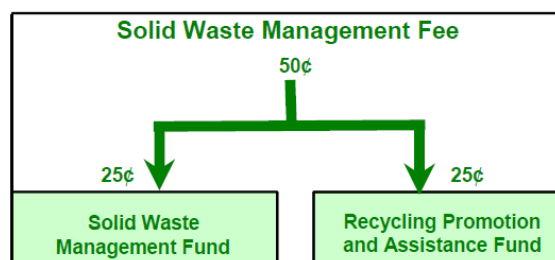 Solid Waste Management Fee
50¢
25¢
25¢
Solid Waste
Management Fund
Recycling Promotion
and Assistance Fund